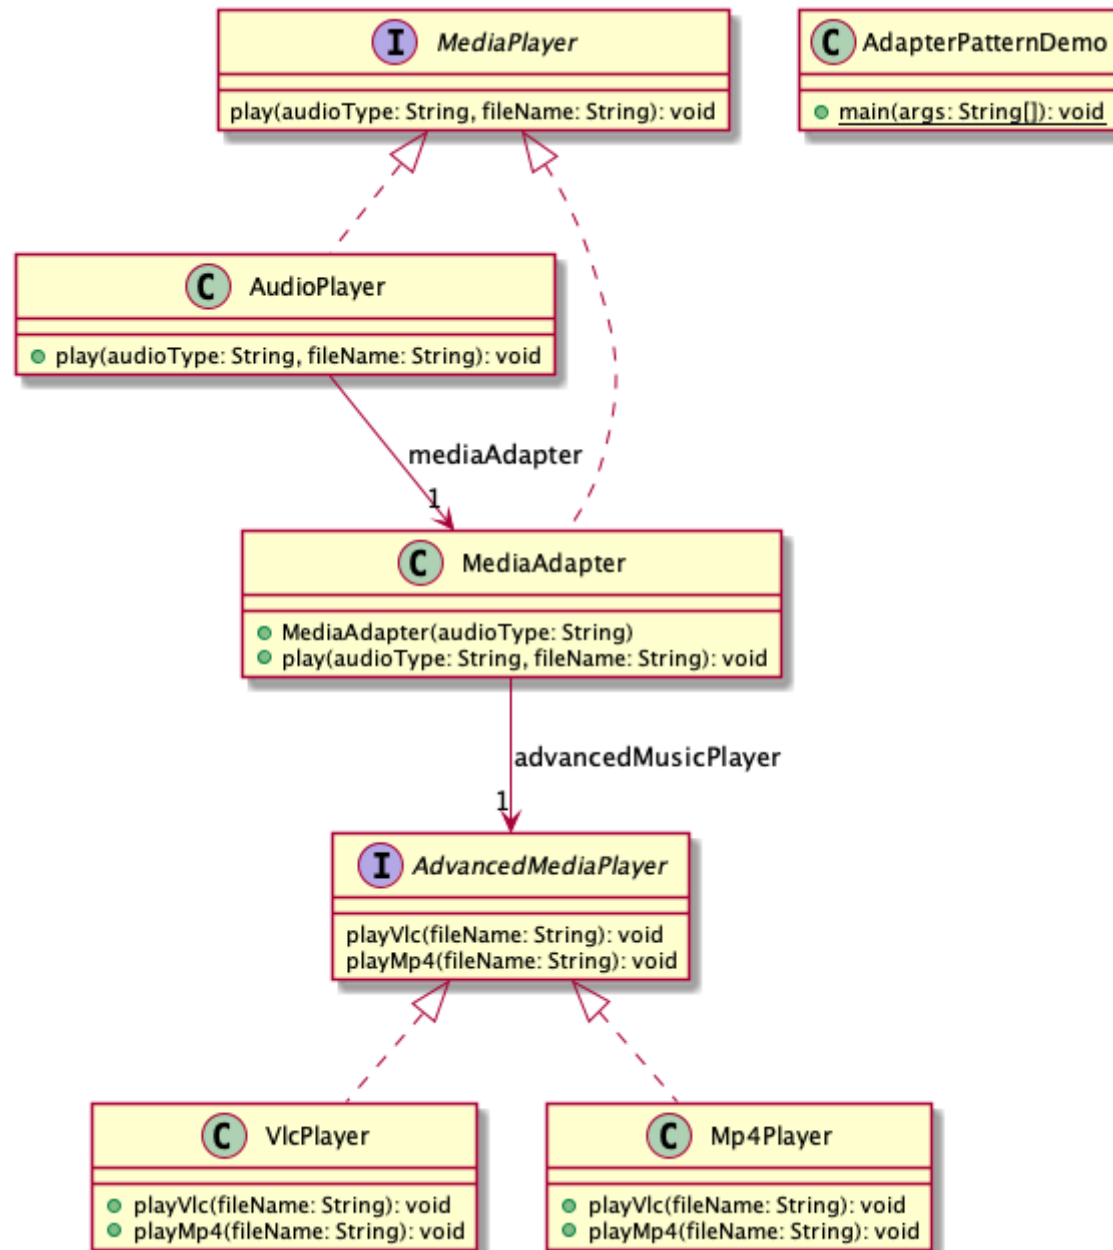 I MediaPlayer
play(audioType: String, fileName: String): void
C AdapterPatternDemo
main(args: String[]): void
C AudioPlayer
play(audioType: String, fileName: String): void
mediaAdapter
1
C MediaAdapter
MediaAdapter(audioType: String)
play(audioType: String, fileName: String): void
advancedMusicPlayer
1
I AdvancedMediaPlayer
playVlc(fileName: String): void
playMp4(fileName: String): void
C VlcPlayer
playVlc(fileName: String): void
playMp4(fileName: String): void
C Mp4Player
playVlc(fileName: String): void
playMp4(fileName: String): void